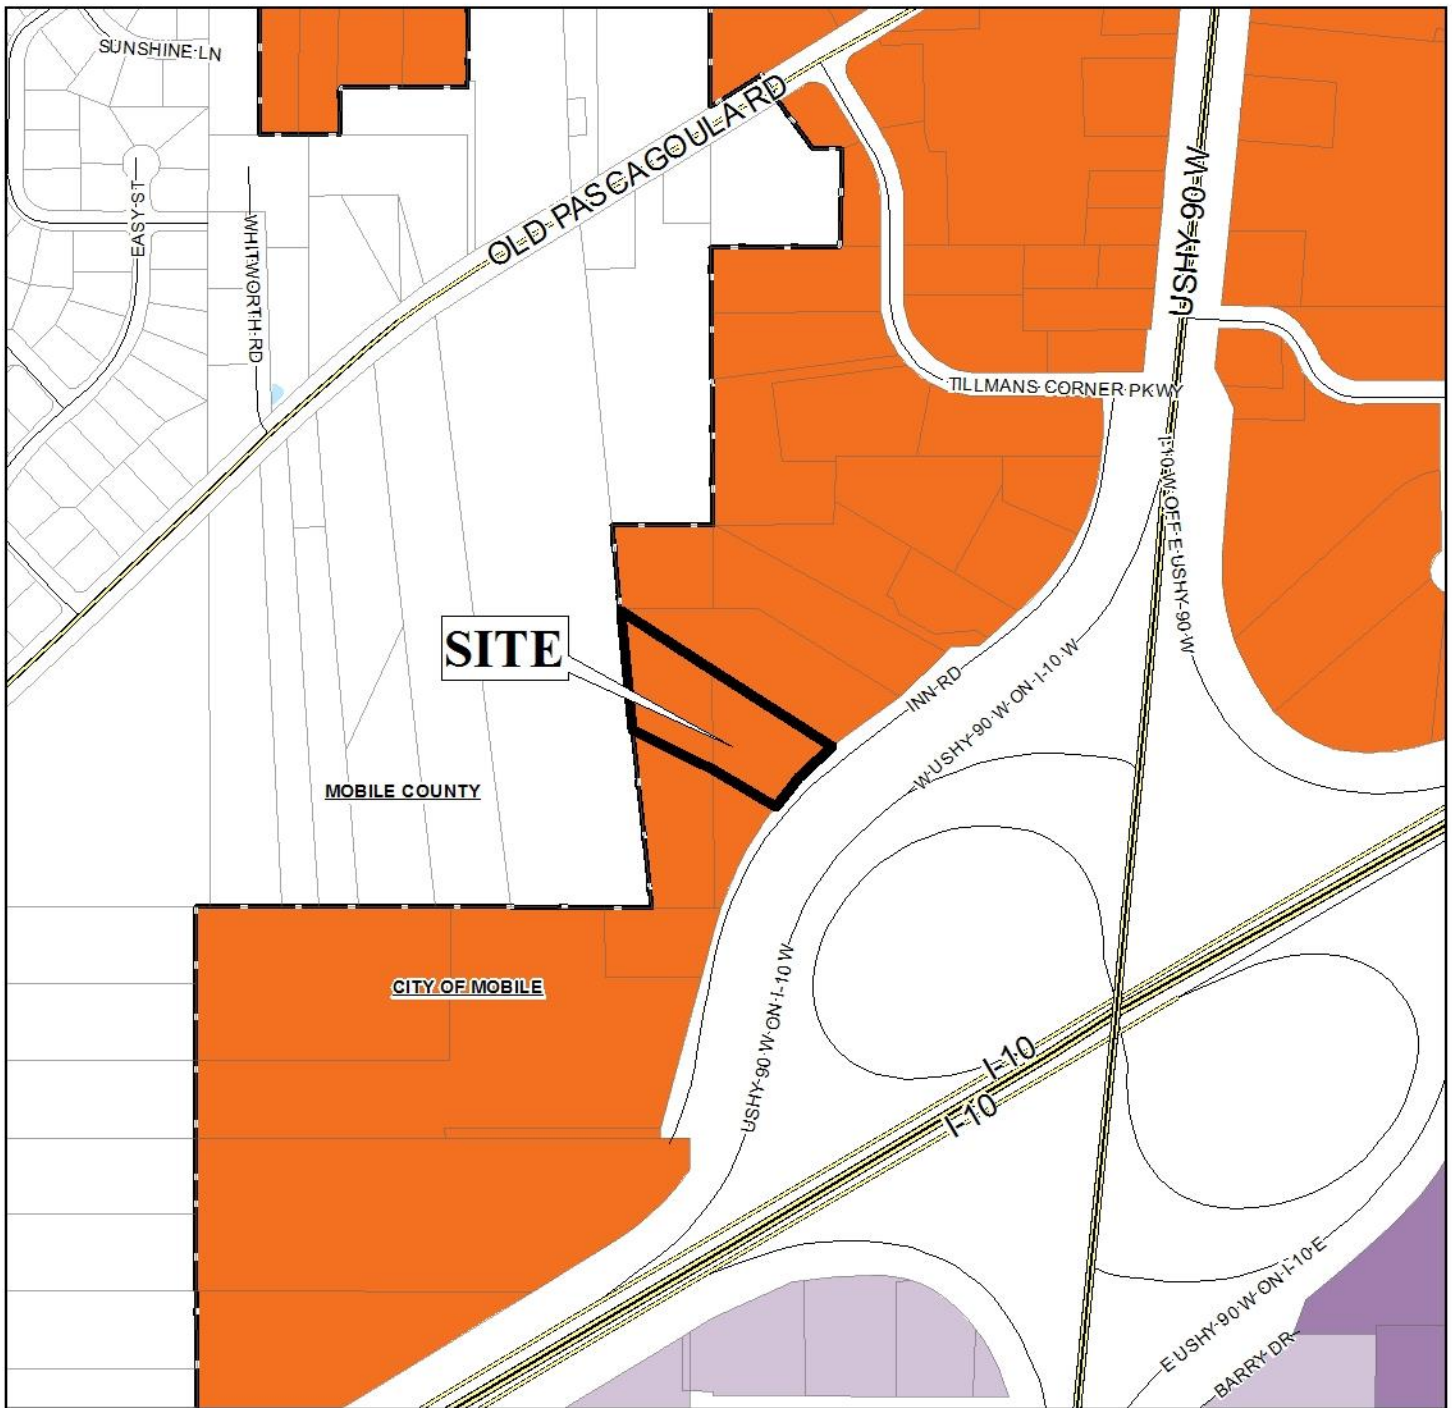 SUNSHINE LN
OLD PASCAGOULA RD
EASY ST
WHITWORTH RD
USHY-90 W
TILLMANS CORNER PKWY
I-10 W OFF E USHY-90 W
SITE
INN RD
W USHY-90 W ON I-10 W
MOBILE COUNTY
CITY OF MOBILE
USHY-90 W ON I-10 W
I-10
I-10
E USHY-90 W ON I-10 E
BARRY DR